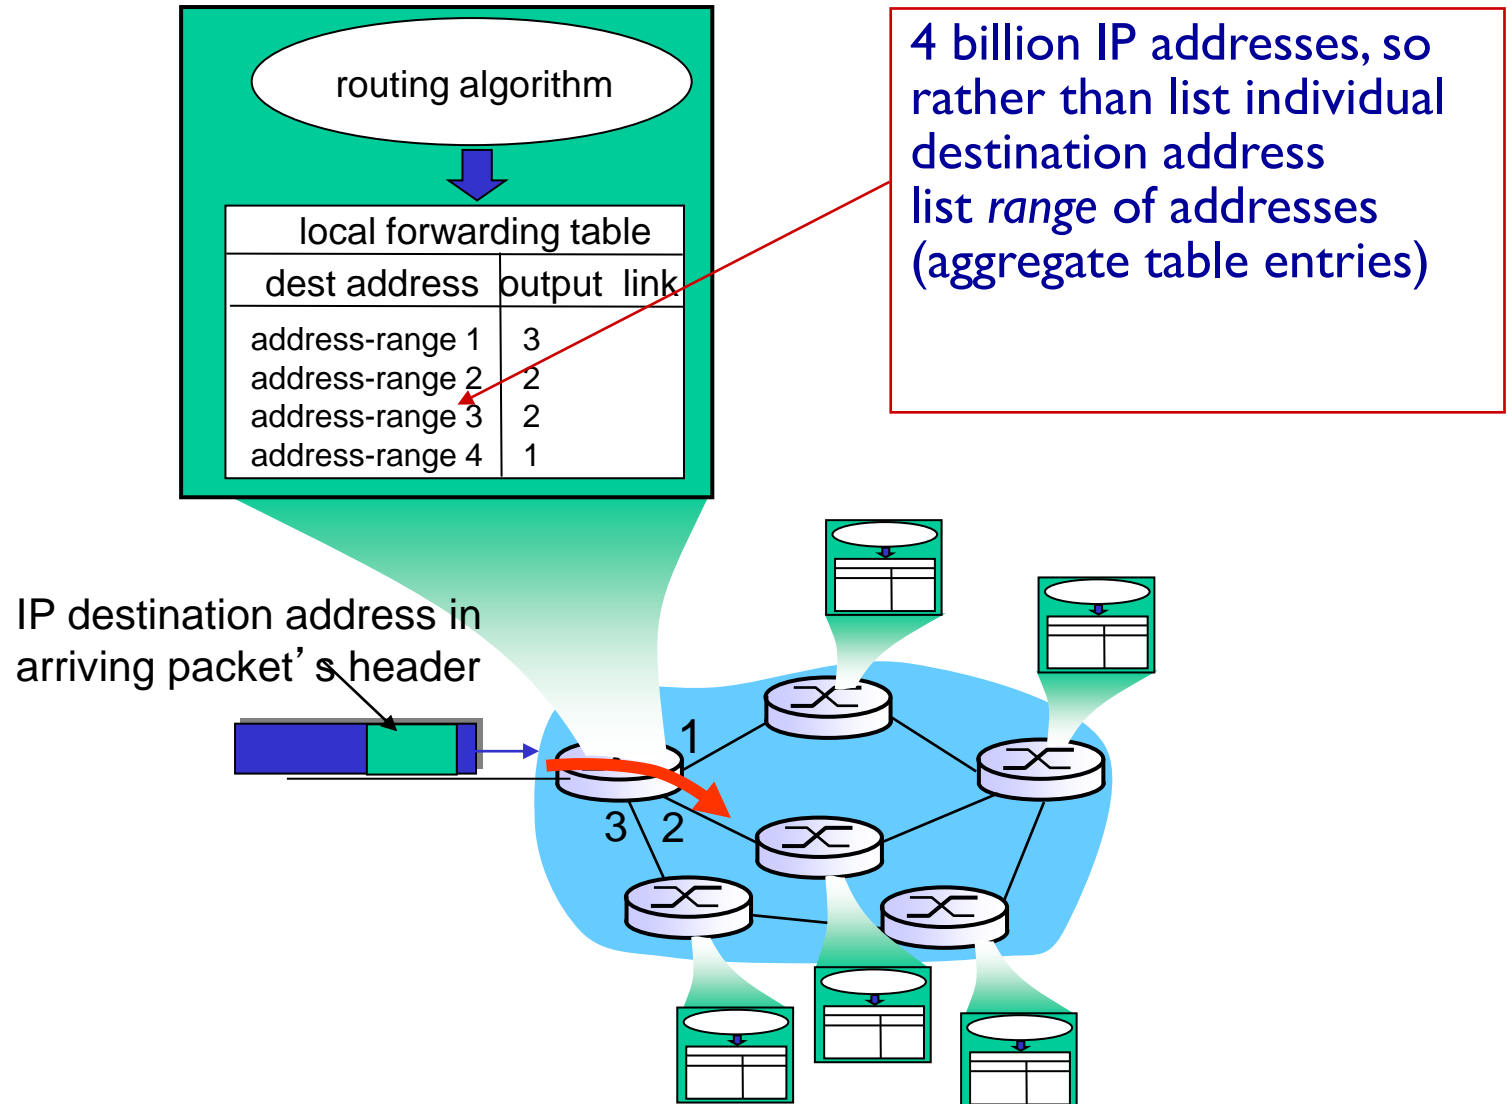 routing algorithm
local forwarding table
dest address output link
address-range 1 3
address-range 2 2
address-range 3 2
address-range 4 1
4 billion IP addresses, so
rather than list individual
destination address
list range of addresses
(aggregate table entries)
IP destination address in
arriving packet’s header
1
3 2